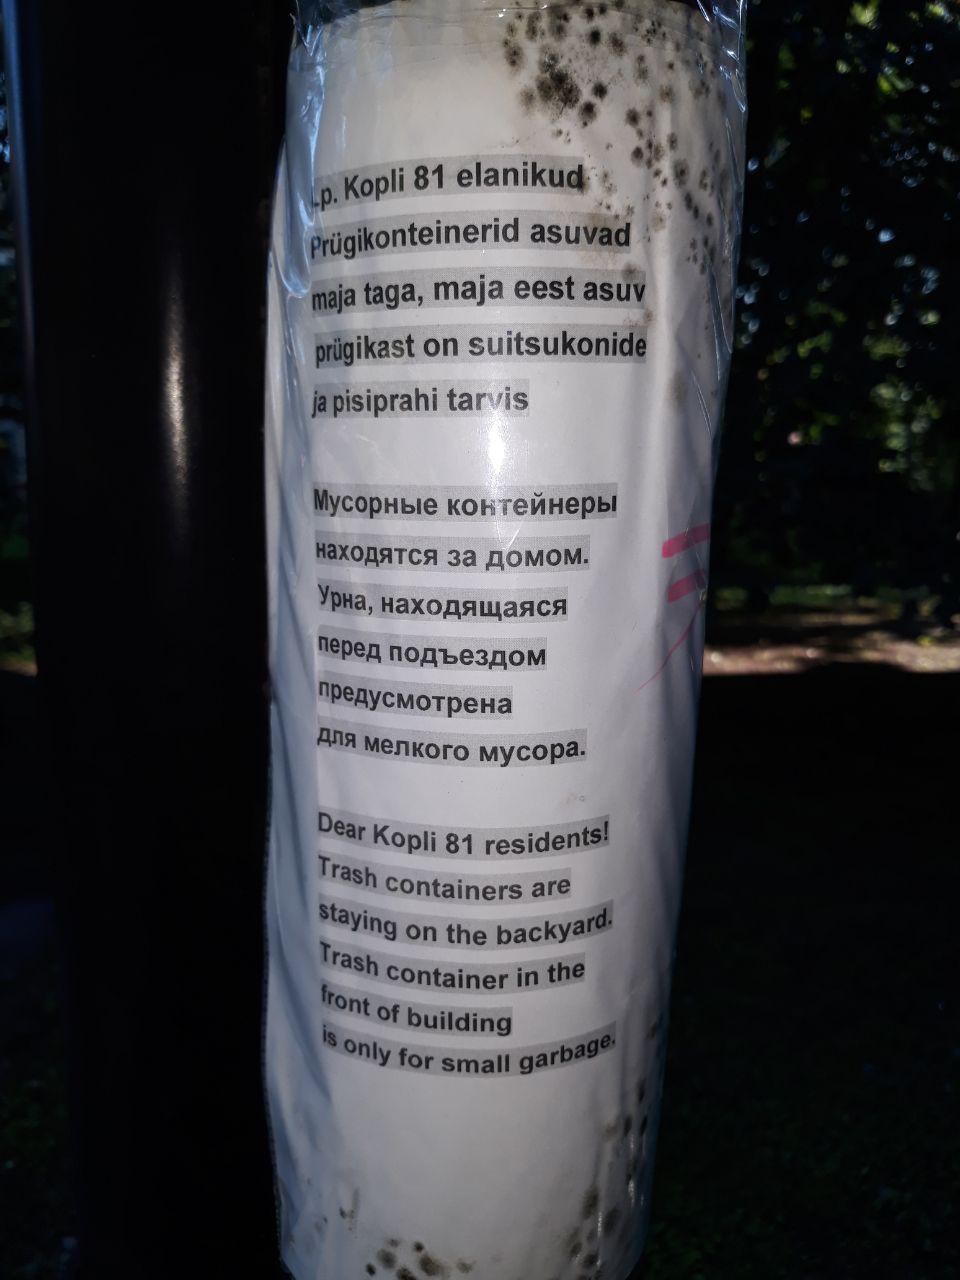 Lp. Kopli 81 elanikud
Prügikonteinerid asuvad
maja taga, maja eest asuv
prügikast on suitsukonide
ja pisiprahi tarvis
Мусорные контейнеры
находятся за домом.
Урна, находящаяся
перед подъездом
предусмотрена
для мелкого мусора.
Dear Kopli 81 residents!
Trash containers are
staying on the backyard.
Trash container in the
front of building
is only for small garbage.